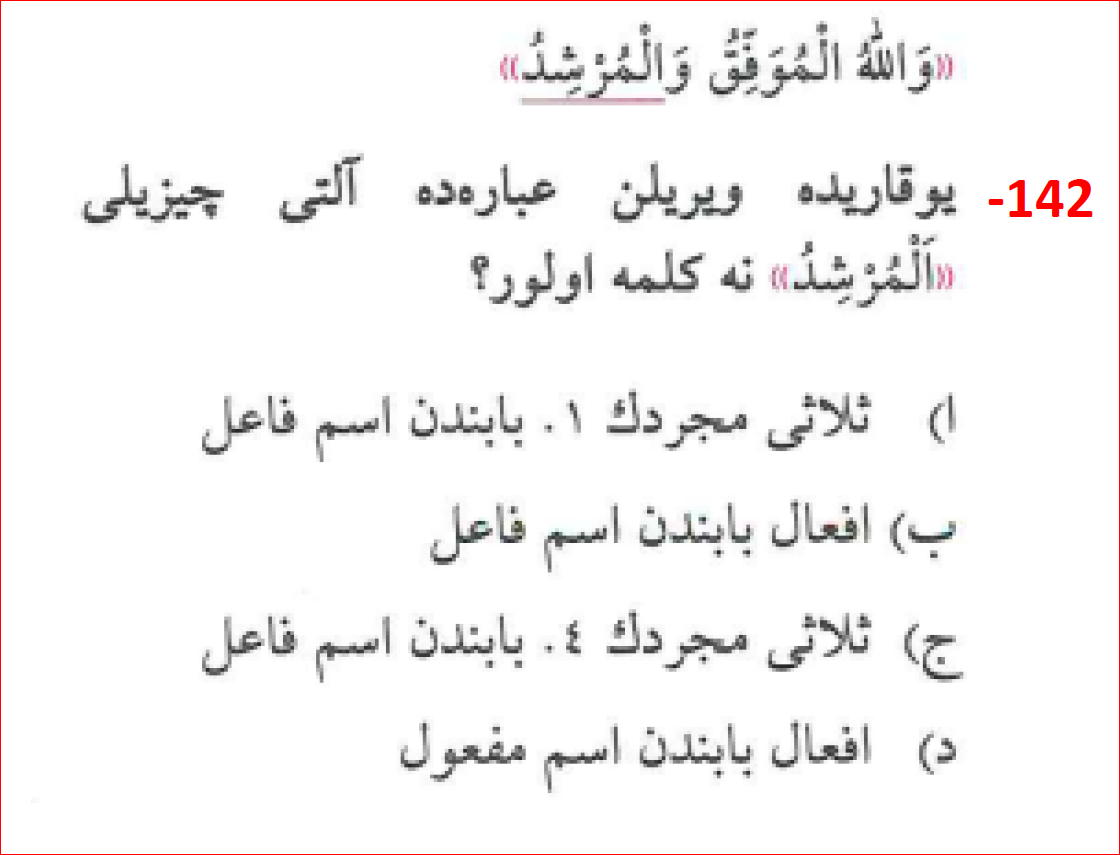 «وَاللّٰهُ الْمُوَفِّقُ وَالْمُرْشِدُ»
142- يوقاريده ويريلن عباره‌ده آلتى چيزيلى
«اَلْمُرْشِدُ» نه كلمه اولور؟
ا) ثلاثى مجردك ١. بابندن اسم فاعل
ب) افعال بابندن اسم فاعل
ج) ثلاثى مجردك ٤. بابندن اسم فاعل
د) افعال بابندن اسم مفعول